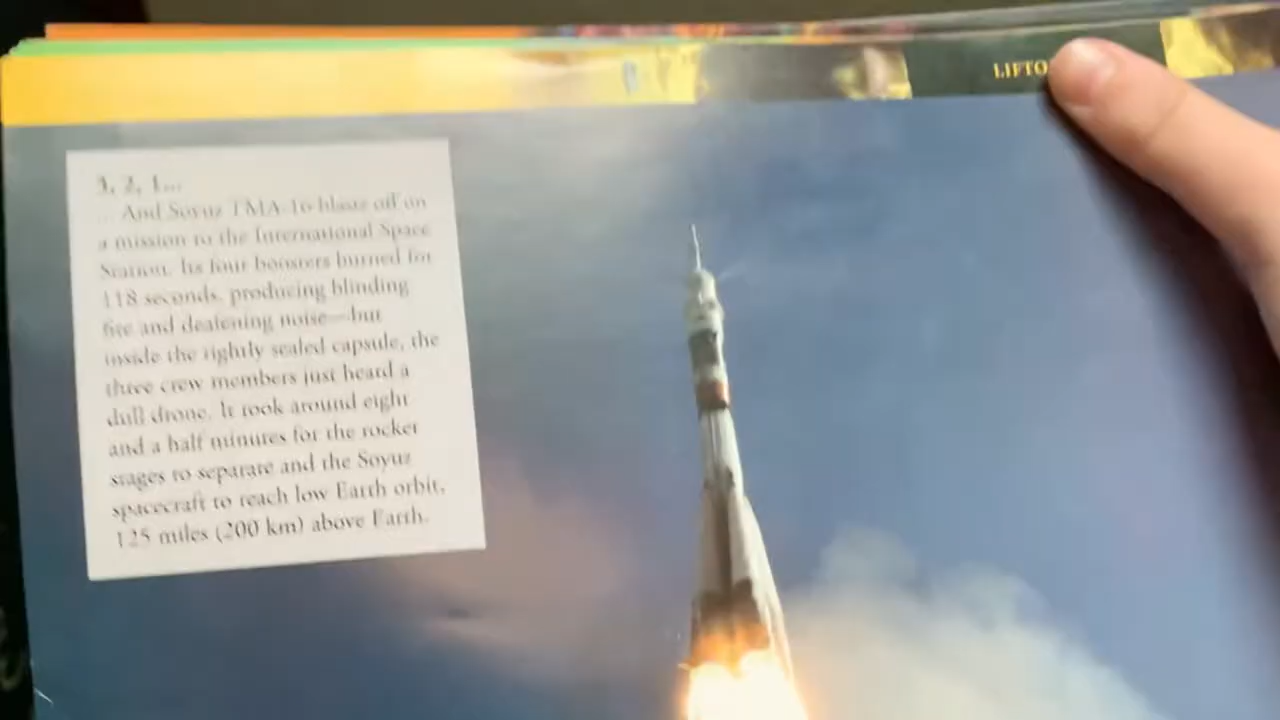 LIFTO
3, 2, 1...
... And Soyuz TMA-16 blasts off on
a mission to the International Space
Station. Its four boosters burned for
118 seconds, producing blinding
fire and deafening noise—but
inside the tightly sealed capsule, the
three crew members just heard a
dull drone. It took around eight
and a half minutes for the rocket
stages to separate and the Soyuz
spacecraft to reach low Earth orbit,
125 miles (200 km) above Earth.